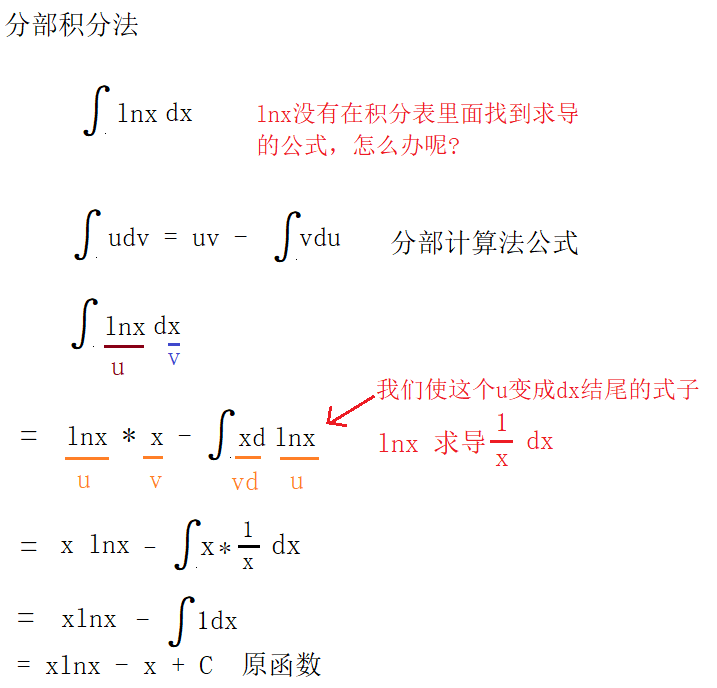 分部积分法
∫ lnx dx
lnx没有在积分表里面找到求导
的公式，怎么办呢?
∫ udv = uv - ∫vdu 分部计算法公式
∫ lnx dx
u v
我们使这个u变成dx结尾的式子
= lnx * x - ∫ xd lnx
u v vd u
lnx 求导 1/x dx
= x lnx - ∫x* 1/x dx
= xlnx - ∫1dx
= xlnx - x + C 原函数